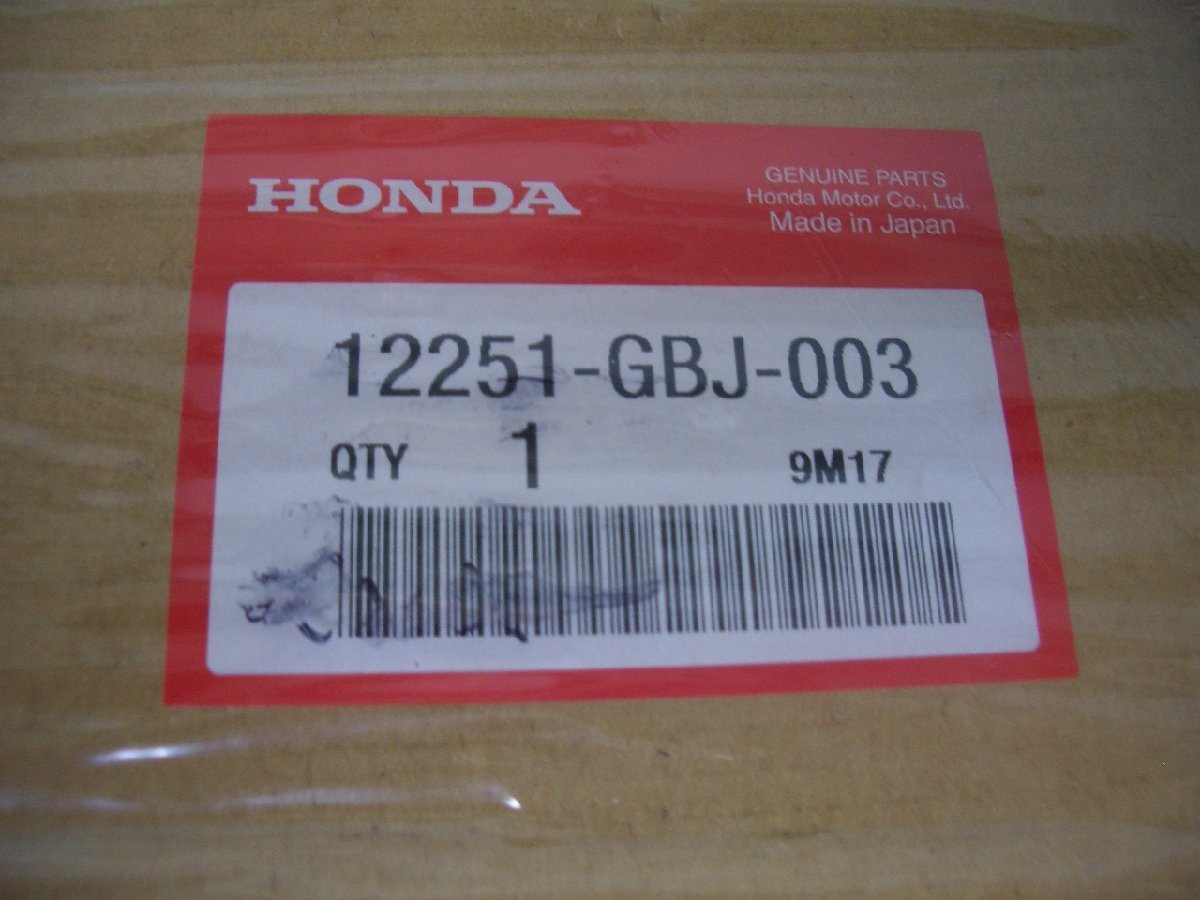 HONDA
GENUINE PARTS
Honda Motor Co., Ltd.
Made in Japan
12251-GBJ-003
QTY 1 9M17